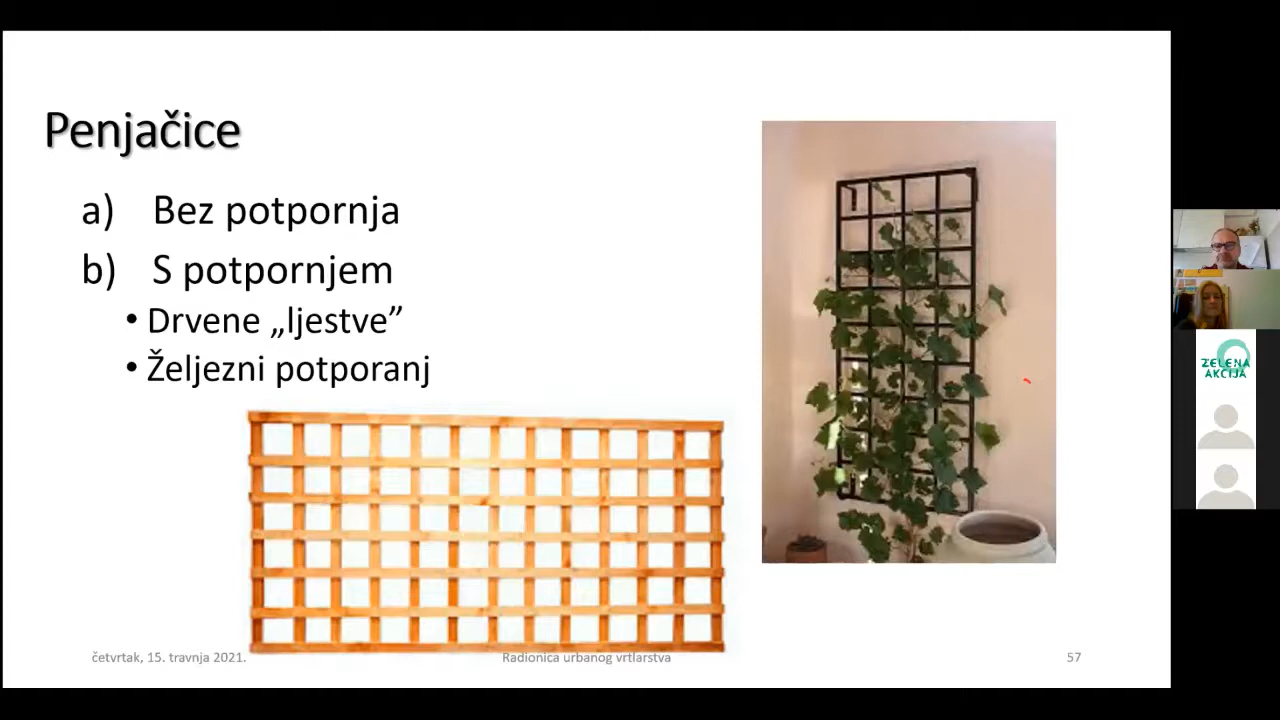 Penjačice
a) Bez potpornja
b) S potpornjem
• Drvene „ljestve”
• Željezni potporanj
četvrtak, 15. travnja 2021.
Radionica urbanog vrtlarstva
57
ZELENA
AKCIJA